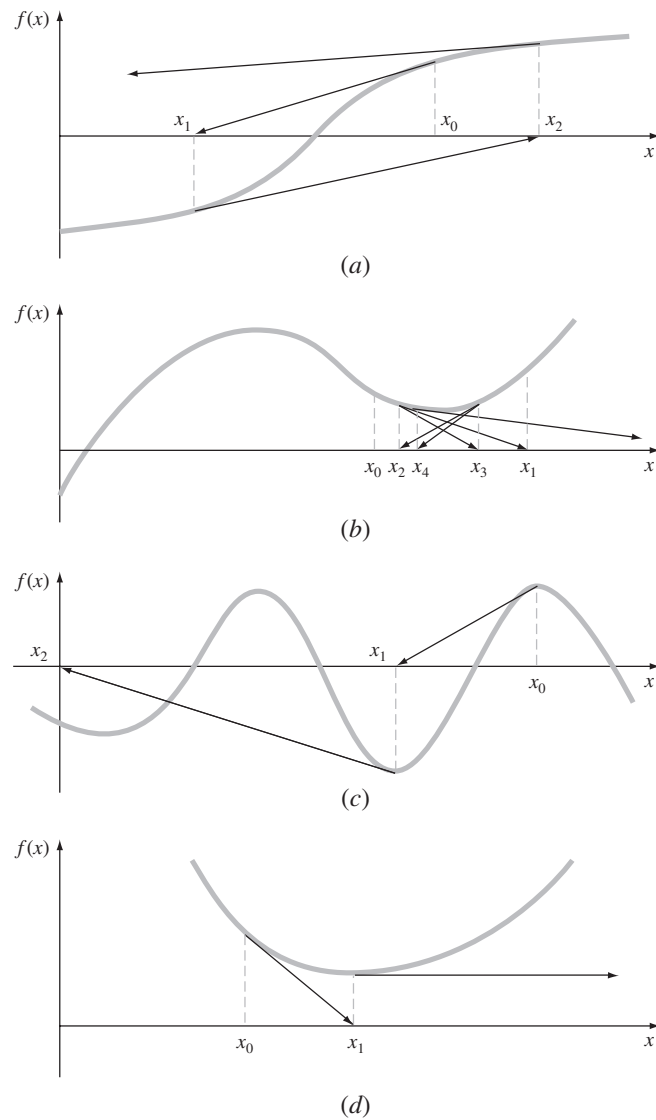 f(x)
x₁ x₀ x₂
x
(a)
f(x)
x₀ x₂ x₄ x₃ x₁ x
(b)
f(x)
x₂ x₁
x₀ x
(c)
f(x)
x₀ x₁ x
(d)